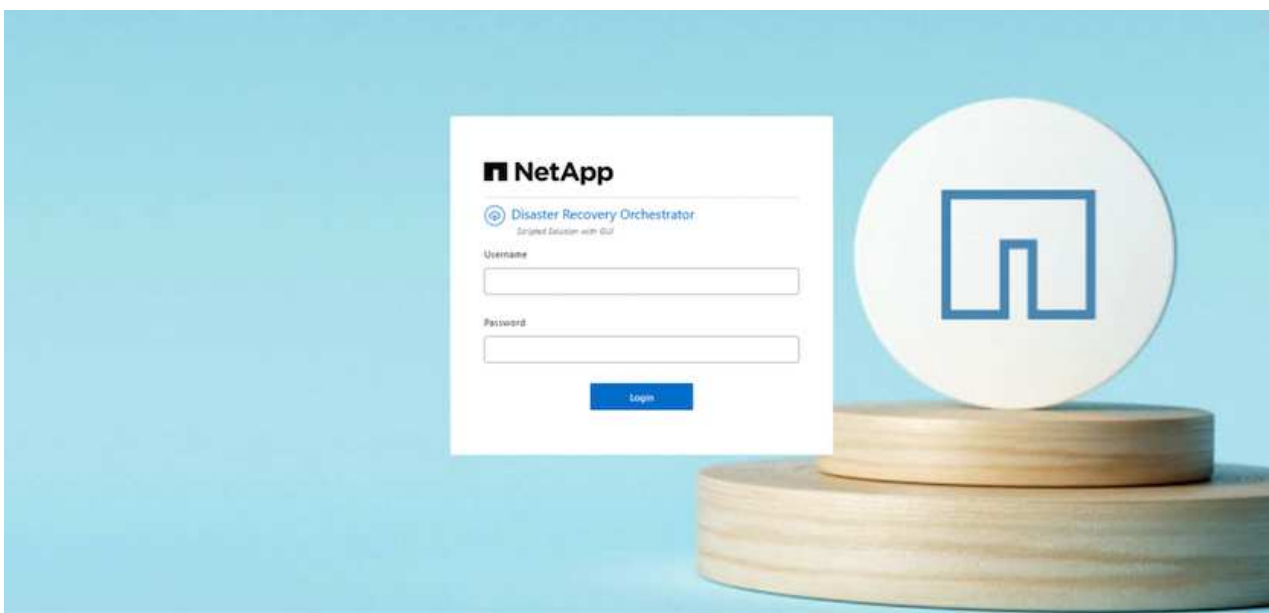 NetApp
Disaster Recovery Orchestrator
Scripted Solution with GUI
Username
Password
Login